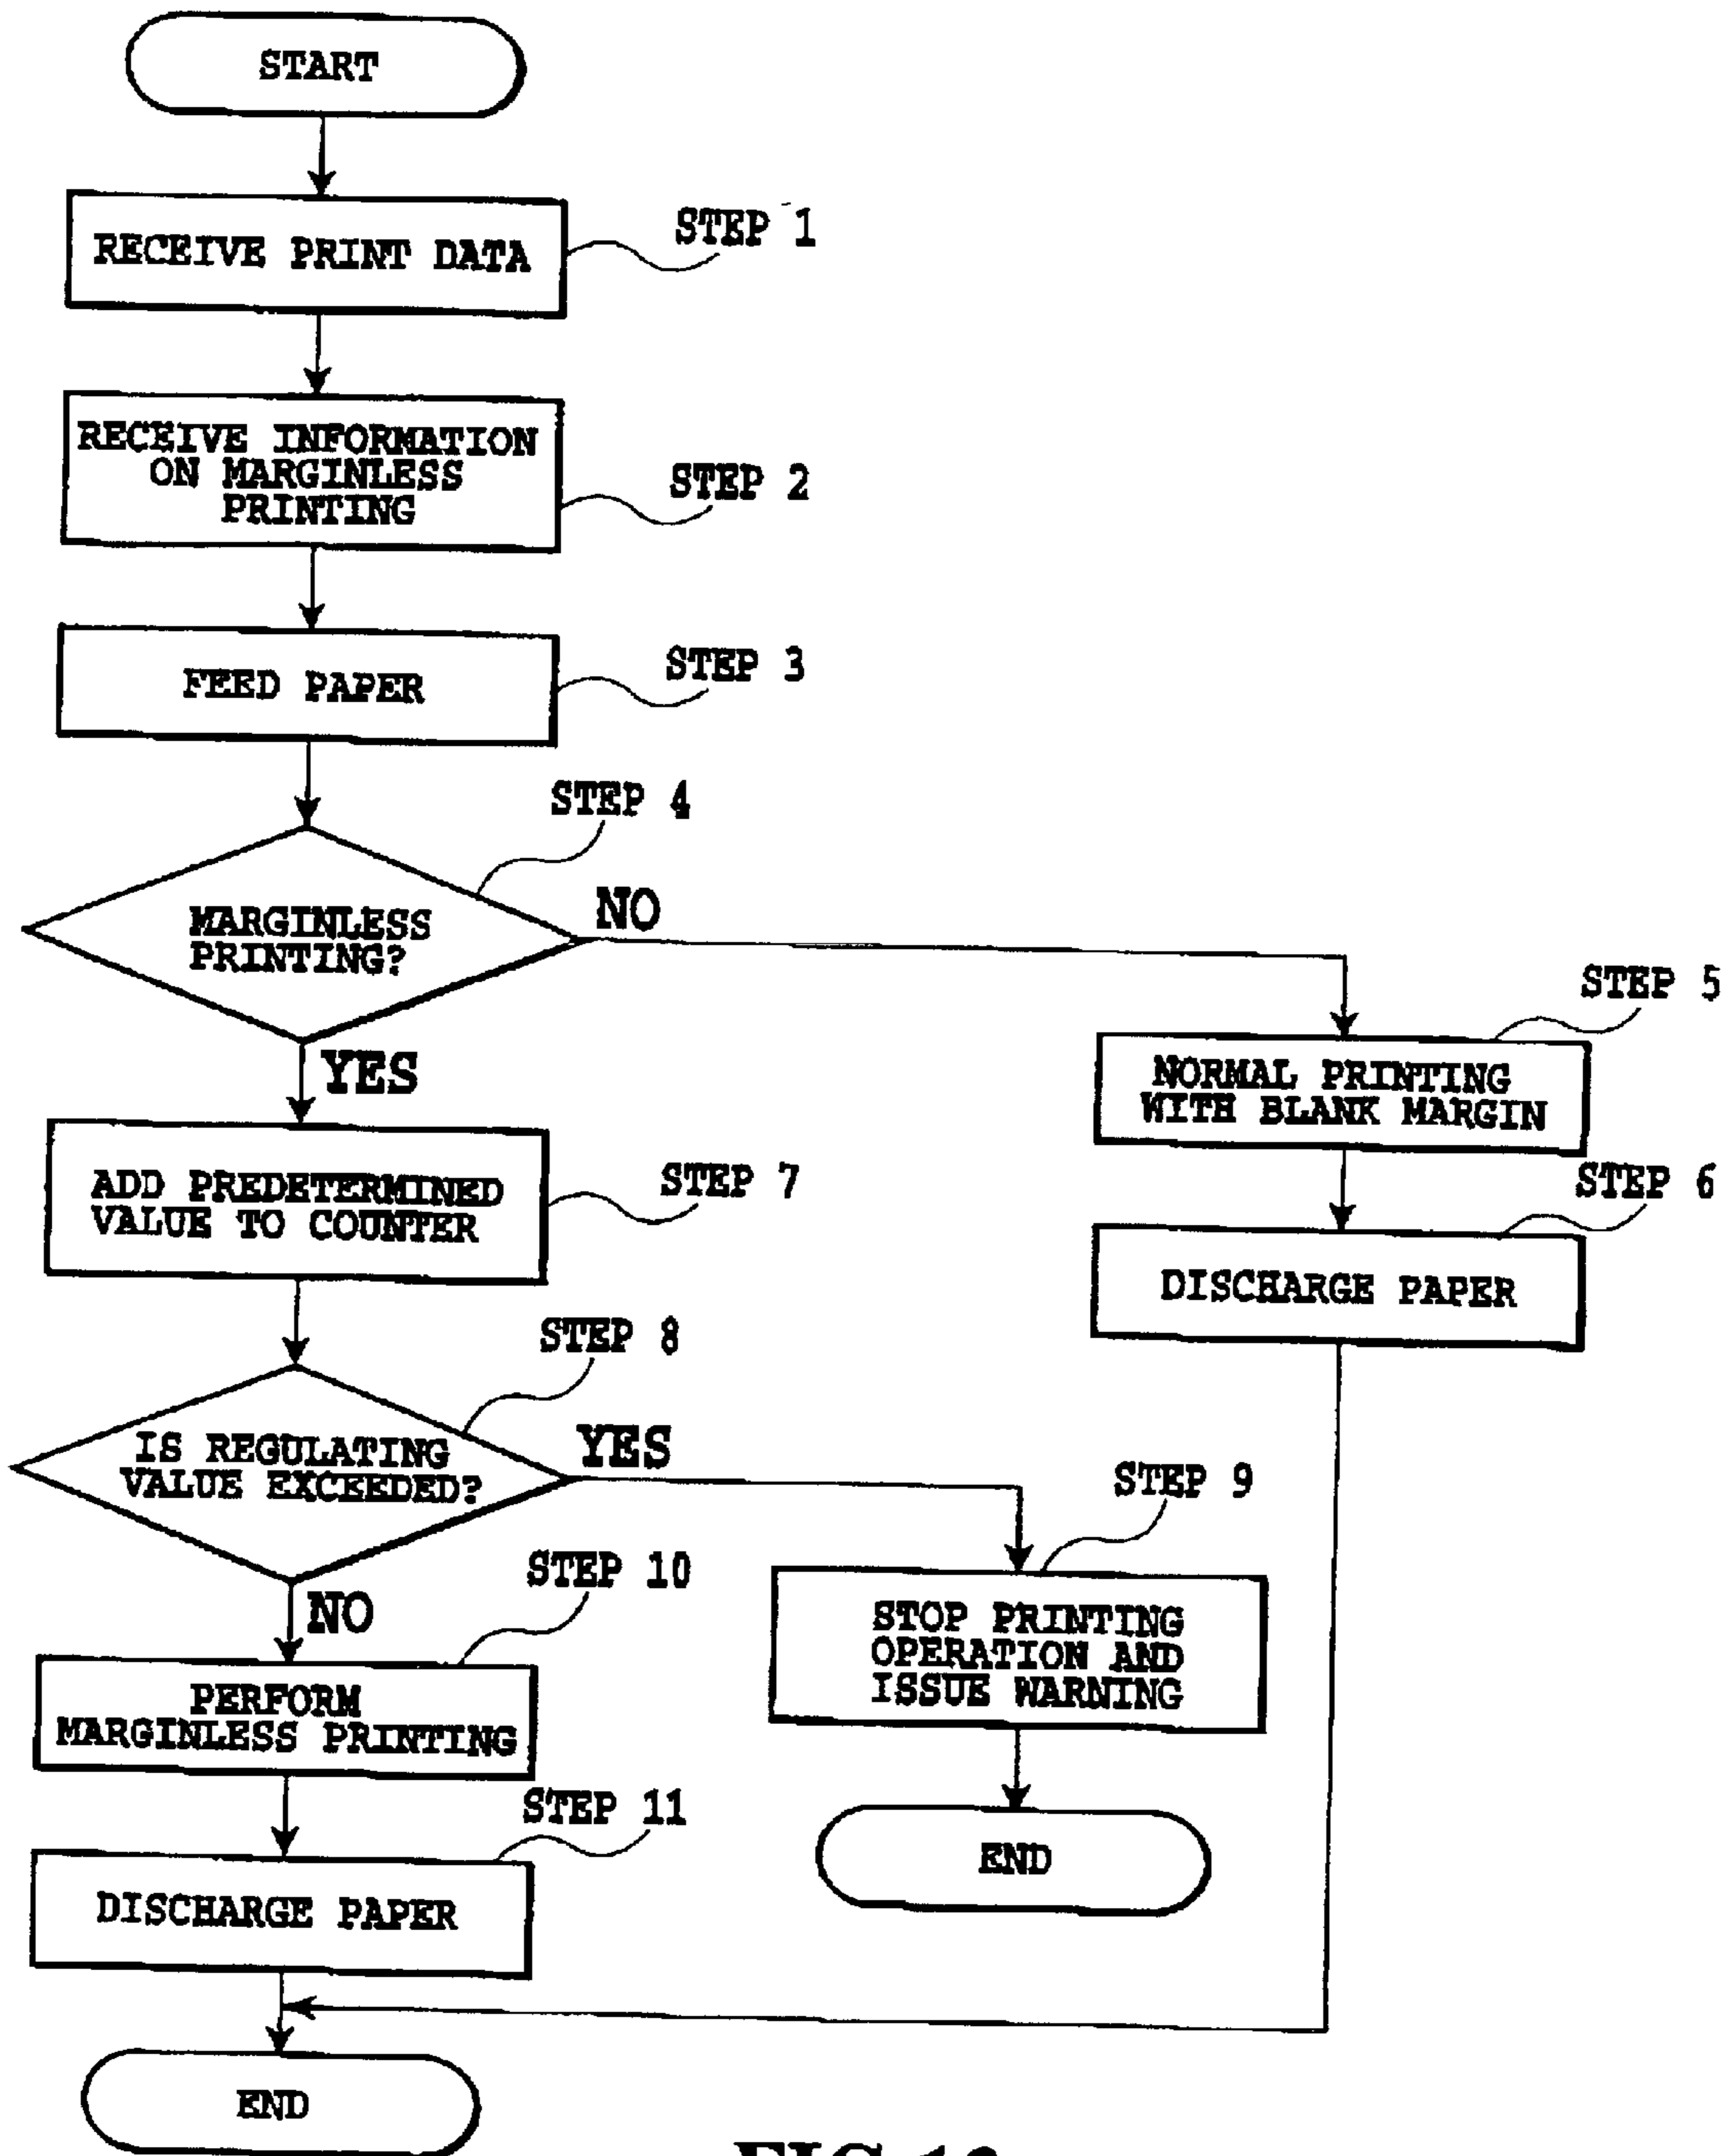 START
RECEIVE PRINT DATA
STEP 1
RECEIVE INFORMATION
ON MARGINLESS
PRINTING
STEP 2
FEED PAPER
STEP 3
STEP 4
MARGINLESS
PRINTING?
NO
YES
STEP 5
NORMAL PRINTING
WITH BLANK MARGIN
STEP 6
DISCHARGE PAPER
ADD PREDETERMINED
VALUE TO COUNTER
STEP 7
STEP 8
IS REGULATING
VALUE EXCEEDED?
YES
NO
STEP 9
STOP PRINTING
OPERATION AND
ISSUE WARNING
END
STEP 10
PERFORM
MARGINLESS PRINTING
STEP 11
DISCHARGE PAPER
END